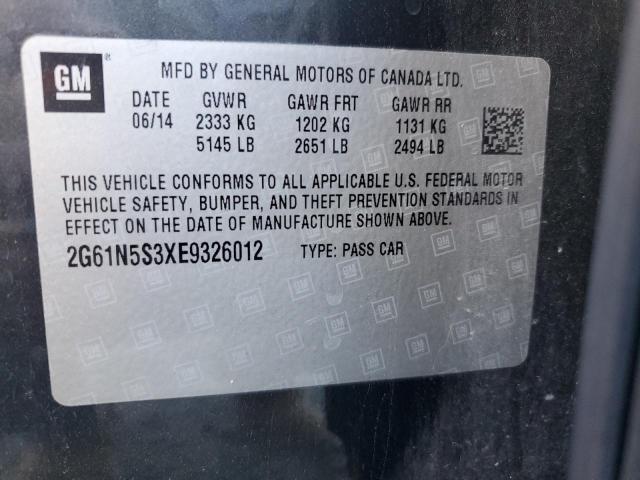 GM
MFD BY GENERAL MOTORS OF CANADA LTD.
DATE GVWR GAWR FRT GAWR RR
06/14 2333 KG 1202 KG 1131 KG
5145 LB 2651 LB 2494 LB
THIS VEHICLE CONFORMS TO ALL APPLICABLE U.S. FEDERAL MOTOR
VEHICLE SAFETY, BUMPER, AND THEFT PREVENTION STANDARDS IN
EFFECT ON THE DATE OF MANUFACTURE SHOWN ABOVE.
2G61N5S3XE9326012 TYPE: PASS CAR